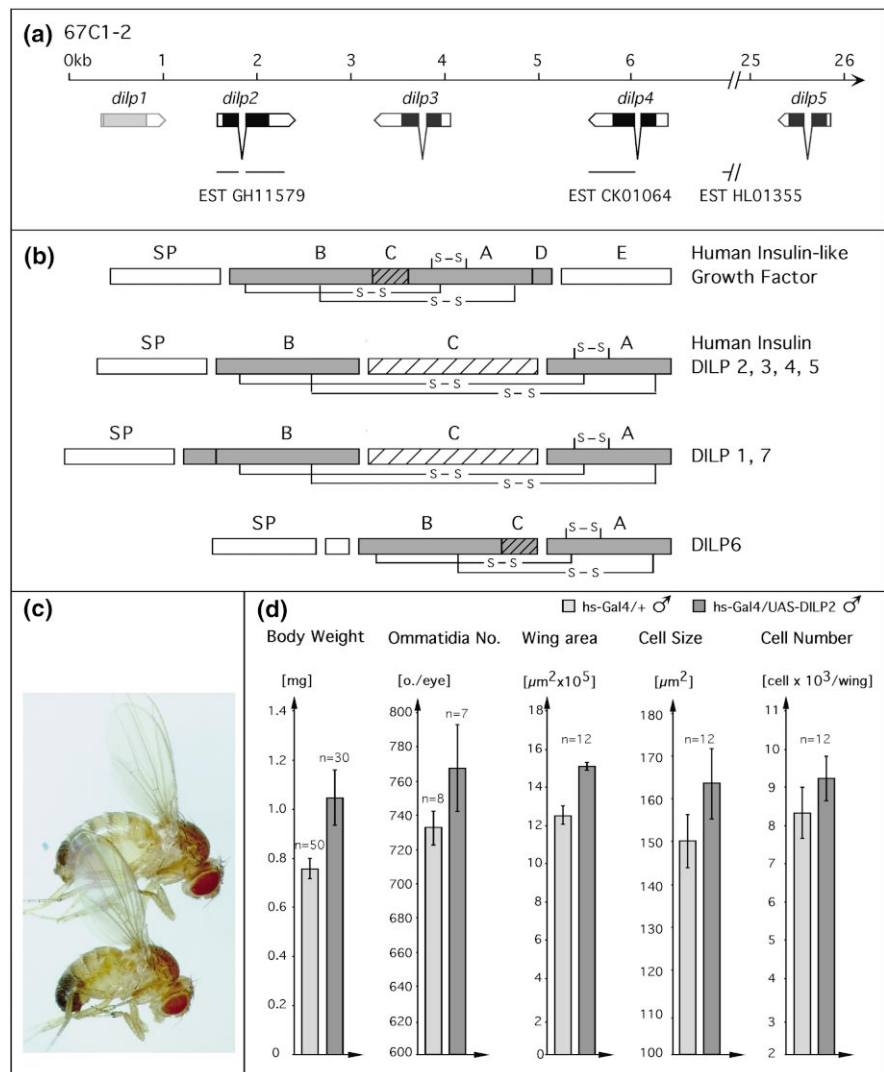 (a) 67C1-2
0kb 1 2 3 4 5 6 25 26
dilp1 dilp2 dilp3 dilp4 dilp5
EST GH11579 EST CK01064 EST HL01355
(b)
SP B C A D E Human Insulin-like
S–S Growth Factor
S–S
S–S
SP B C A Human Insulin
S–S DILP 2, 3, 4, 5
S–S
S–S
SP B C A
S–S DILP 1, 7
S–S
S–S
SP B C A
S–S DILP6
S–S
S–S
(c)
(d) hs-Gal4/+ ♂ hs-Gal4/UAS-DILP2 ♂
Body Weight Ommatidia No. Wing area Cell Size Cell Number
[mg] [o./eye] [µm²x10⁵] [µm²] [cell x 10³/wing]
1.4
1.2
1.0
0.8
0.6
0.4
0.2
0
n=50
n=30
800
780
760
740
720
700
680
660
640
620
600
n=8
n=7
18
16
14
12
10
8
6
4
2
0
n=12
180
170
160
150
140
130
120
110
100
n=12
11
10
9
8
7
6
5
4
3
2
n=12